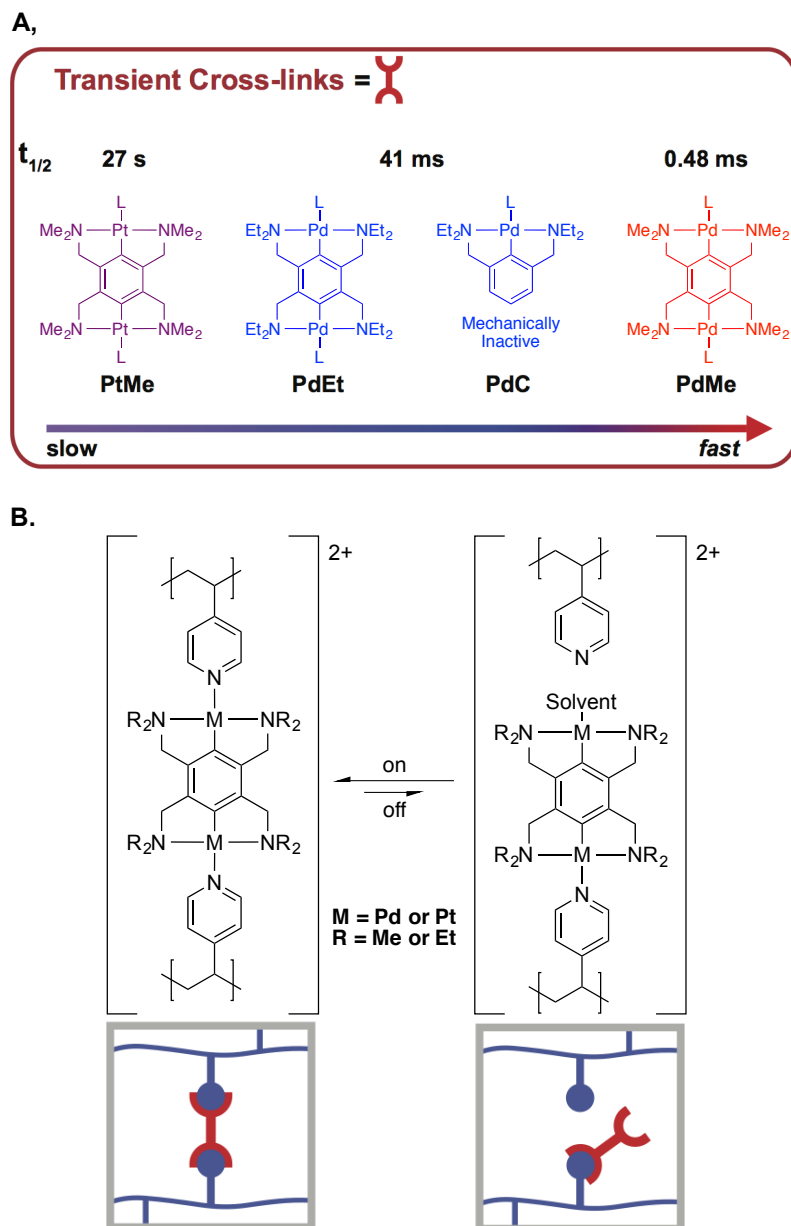 A,
Transient Cross-links =
t1/2 27 s 41 ms 0.48 ms
L L L L
Me2N Pt NMe2 Et2N Pd NEt2 Et2N Pd NEt2 Me2N Pd NMe2
Me2N Pt NMe2 Et2N Pd NEt2 Mechanically Me2N Pd NMe2
Inactive
L L L
PtMe PdEt PdC PdMe
slow fast
B.
2+ 2+
N N
Solvent
R2N M NR2 R2N M NR2
on
off
R2N M NR2 R2N M NR2
N N
M = Pd or Pt
R = Me or Et